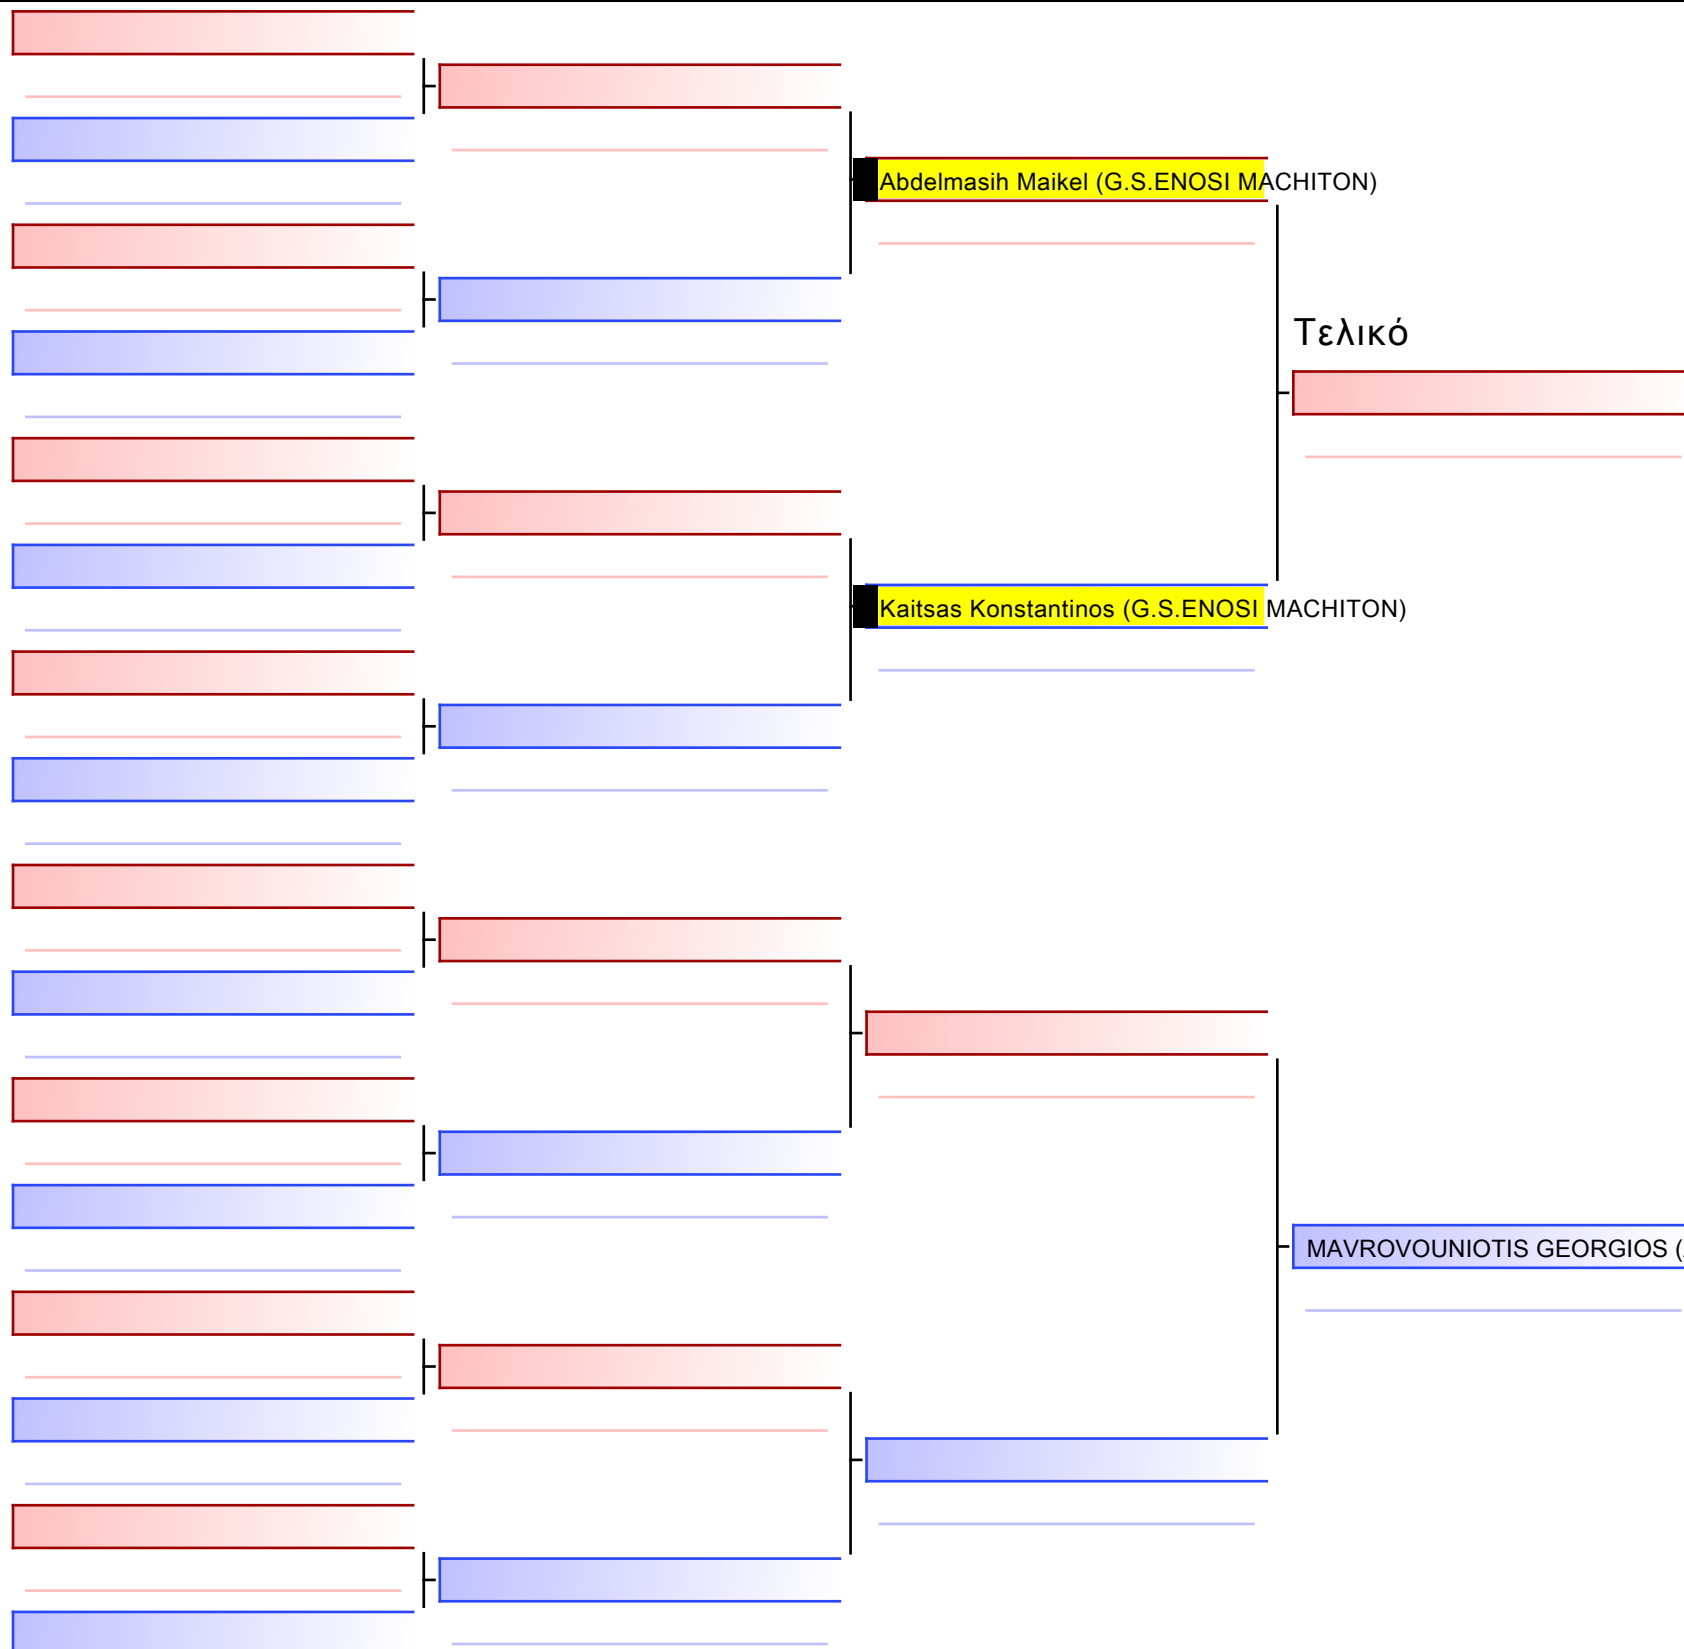 Abdelmasih Maikel (G.S.ENOSI MACHITON)
Τελικό
Kaitsas Konstantinos (G.S.ENOSI MACHITON)
MAVROVOUNIOTIS GEORGIOS (